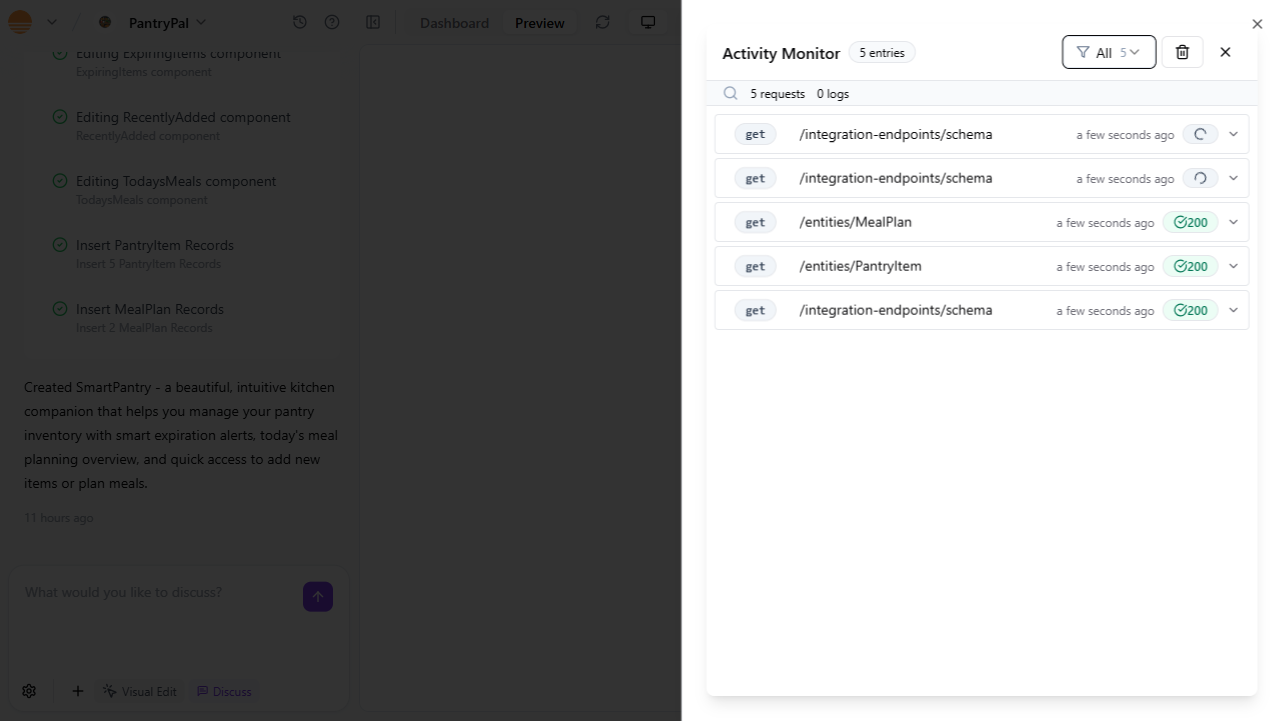 PantryPal
Dashboard
Preview
Editing ExpiringItems component
ExpiringItems component
Editing RecentlyAdded component
RecentlyAdded component
Editing TodaysMeals component
TodaysMeals component
Insert PantryItem Records
Insert 5 PantryItem Records
Insert MealPlan Records
Insert 2 MealPlan Records
Created SmartPantry - a beautiful, intuitive kitchen
companion that helps you manage your pantry
inventory with smart expiration alerts, today's meal
planning overview, and quick access to add new
items or plan meals.
11 hours ago
What would you like to discuss?
Visual Edit
Discuss
Activity Monitor
5 entries
All 5
5 requests 0 logs
get /integration-endpoints/schema a few seconds ago
get /integration-endpoints/schema a few seconds ago
get /entities/MealPlan a few seconds ago 200
get /entities/PantryItem a few seconds ago 200
get /integration-endpoints/schema a few seconds ago 200